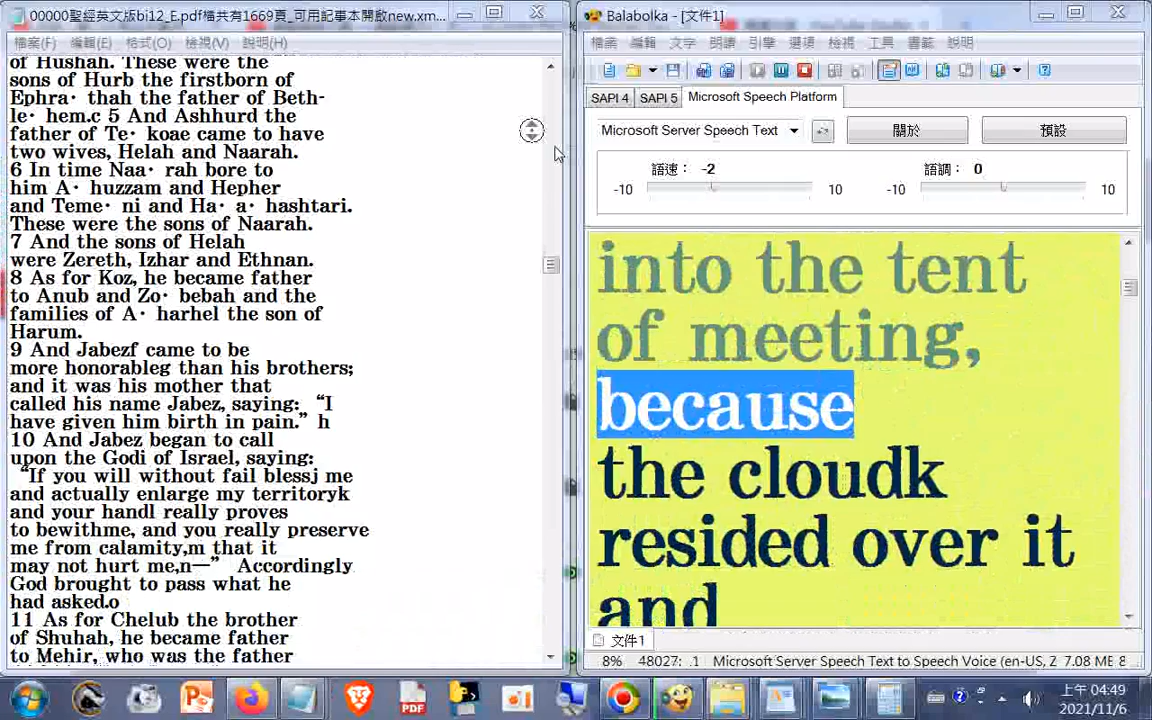 00000聖經英文版bi12_E.pdf檔共有1669頁_可用記事本開啟new.xm...
檔案(F) 編輯(E) 格式(O) 檢視(V) 說明(H)
of Hushah. These were the
sons of Hurb the firstborn of
Ephra· thah the father of Beth-
le· hem.c 5 And Ashhurd the
father of Te· koae came to have
two wives, Helah and Naarah.
6 In time Naa· rah bore to
him A· huzzam and Hepher
and Teme· ni and Ha· a· hashtari.
These were the sons of Naarah.
7 And the sons of Helah
were Zereth, Izhar and Ethnan.
8 As for Koz, he became father
to Anub and Zo· bebah and the
families of A· harhel the son of
Harum.
9 And Jabezf came to be
more honorableg than his brothers;
and it was his mother that
called his name Jabez, saying: “I
have given him birth in pain.” h
10 And Jabez began to call
upon the Godi of Israel, saying:
“If you will without fail blessj me
and actually enlarge my territoryk
and your handl really proves
to bewithme, and you really preserve
me from calamity,m that it
may not hurt me,n—” Accordingly
God brought to pass what he
had asked.o
11 As for Chelub the brother
of Shuhah, he became father
to Mehir, who was the father
Balabolka - [文件1]
檔案 編輯 文字 朗讀 引擎 選項 檢視 工具 書籤 說明
SAPI 4 SAPI 5 Microsoft Speech Platform
Microsoft Server Speech Text 關於 預設
語速： -2 語調： 0
-10 10 -10 10
into the tent
of meeting,
because
the cloudk
resided over it
and
文件1
8% 48027: .1 Microsoft Server Speech Text to Speech Voice (en-US, Z 7.08 MB 8
上午 04:49
2021/11/6